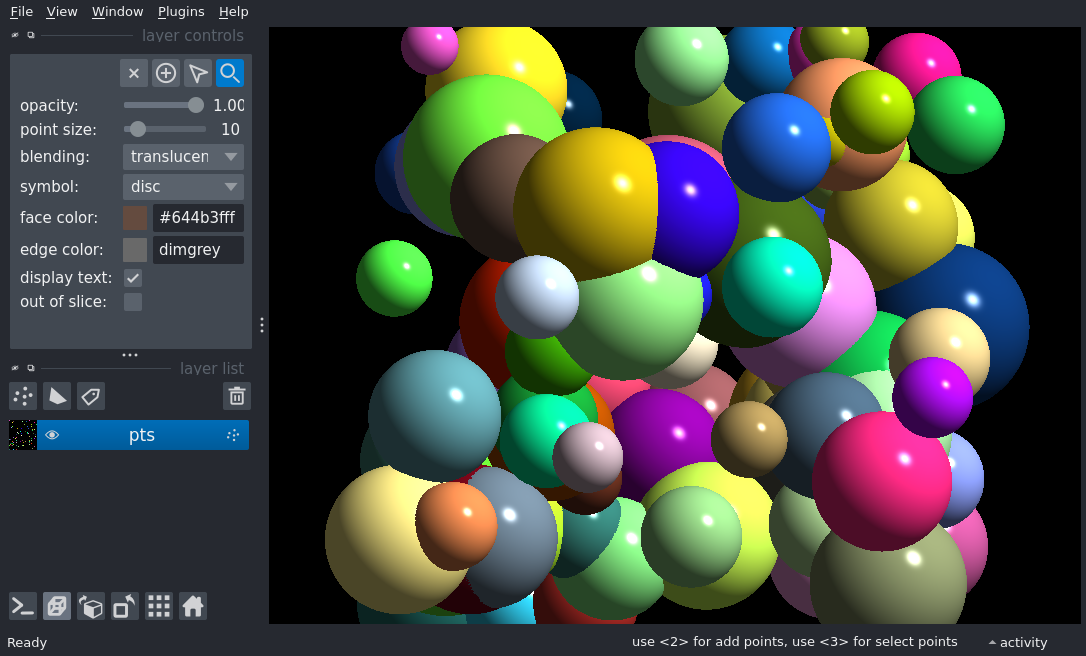 File View Window Plugins Help
layer controls
opacity: 1.00
point size: 10
blending: translucen
symbol: disc
face color: #644b3fff
edge color: dimgrey
display text:
out of slice:
layer list
pts
Ready
use <2> for add points, use <3> for select points
activity